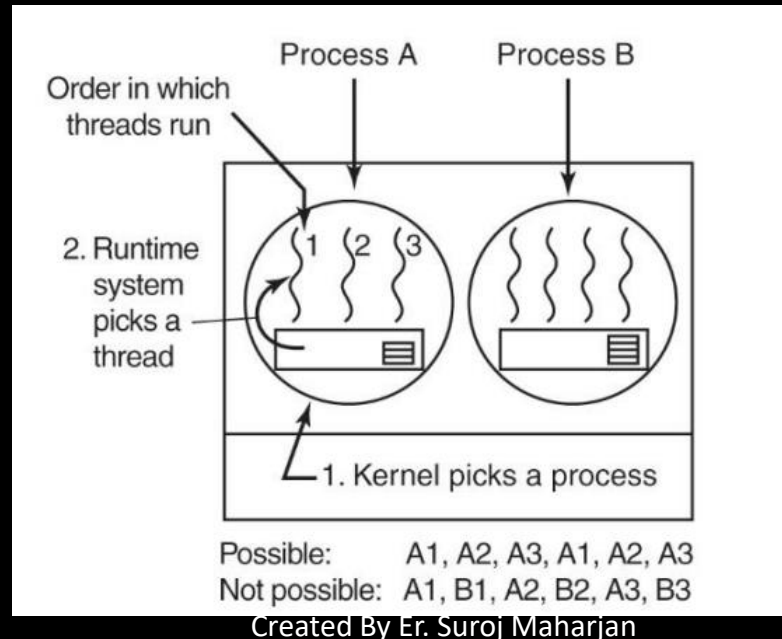 Process A
Process B
Order in which
threads run
1
2
3
2. Runtime
system
picks a
thread
1. Kernel picks a process
Possible: A1, A2, A3, A1, A2, A3
Not possible: A1, B1, A2, B2, A3, B3
Created By Er. Suroj Maharjan